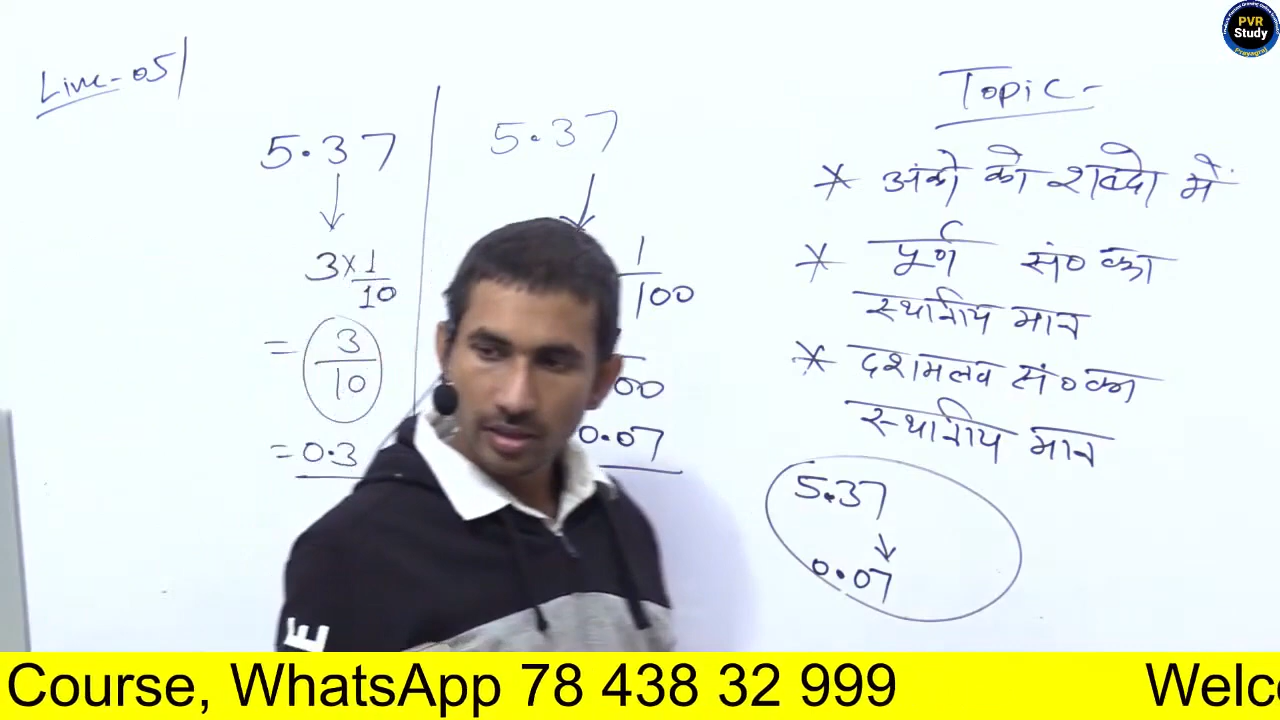 Live-05
5.37
3×1/10
= 3/10
= 0.3
5.37
1/100
00
0.07
Topic-
* अंको को शब्दो में
* पूर्ण सं० का
स्थानीय मान
* दशमलव सं० का
स्थानीय मान
5.37
0.07
PVR
Study
Prayagraj
Course, WhatsApp 78 438 32 999 Welc